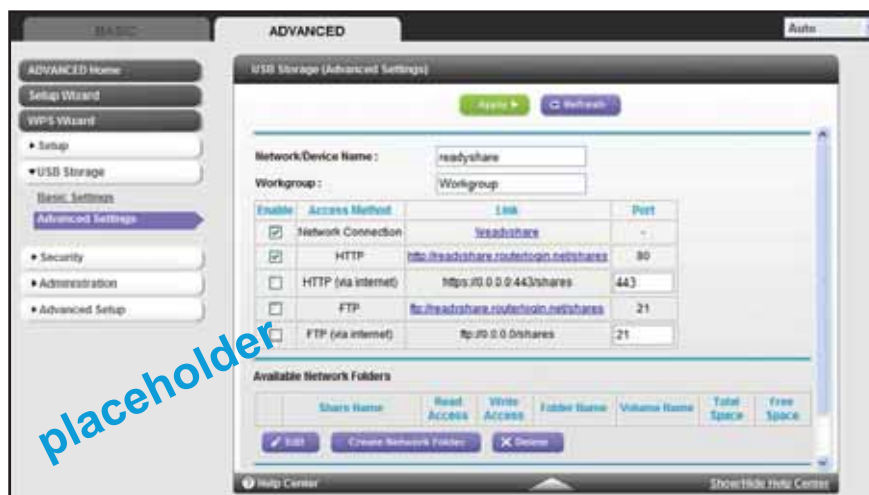 BASIC
ADVANCED
Auto
ADVANCED Home
Setup Wizard
WPS Wizard
▸ Setup
▾ USB Storage
Basic Settings
Advanced Settings
▸ Security
▸ Administration
▸ Advanced Setup
USB Storage (Advanced Settings)
Apply
Refresh
Network/Device Name : readyshare
Workgroup : Workgroup
Enable Access Method Link Port
Network Connection \\readyshare -
HTTP http://readyshare.routerlogin.net/shares 80
HTTP (via internet) https://0.0.0.0:443/shares 443
FTP ftp://readyshare.routerlogin.net/shares 21
FTP (via internet) ftp://0.0.0.0/shares 21
Available Network Folders
Share Name Read Access Write Access Folder Name Volume Name Total Space Free Space
Edit Create Network Folder Delete
Help Center Show/Hide Help Center
placeholder